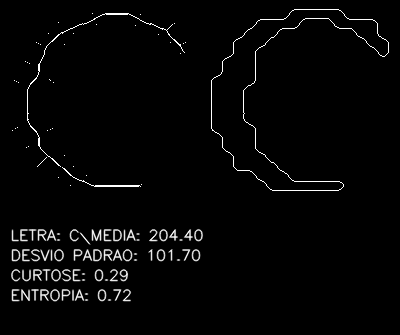 LETRA: C\MEDIA: 204.40
DESVIO PADRAO: 101.70
CURTOSE: 0.29
ENTROPIA: 0.72